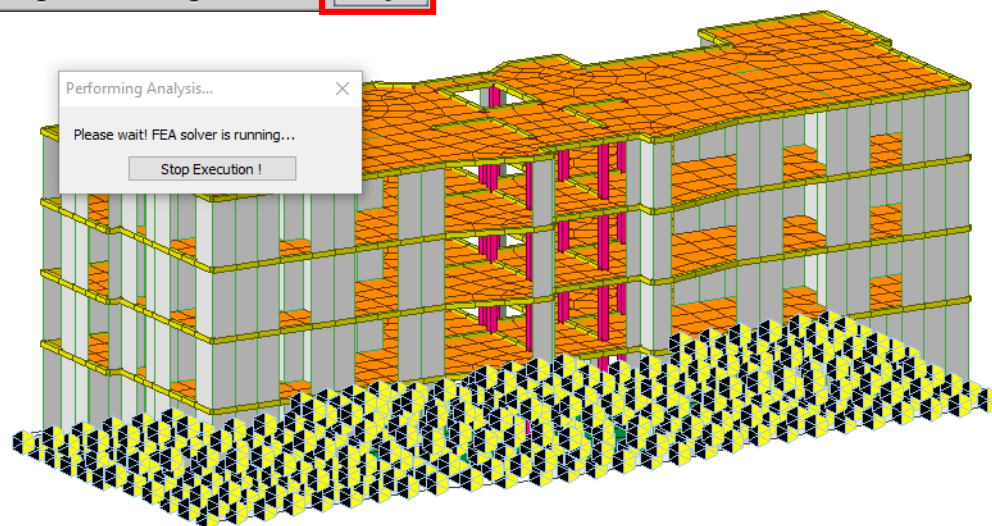 Performing Analysis...
Please wait! FEA solver is running...
Stop Execution !